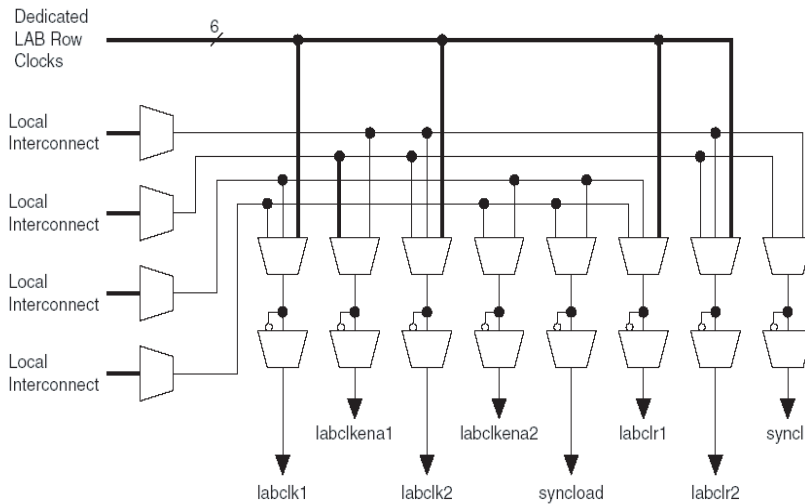 Dedicated
LAB Row
Clocks
6
Local
Interconnect
Local
Interconnect
Local
Interconnect
Local
Interconnect
labclkena1
labclkena2
labclr1
labclk1
labclk2
syncload
labclr2